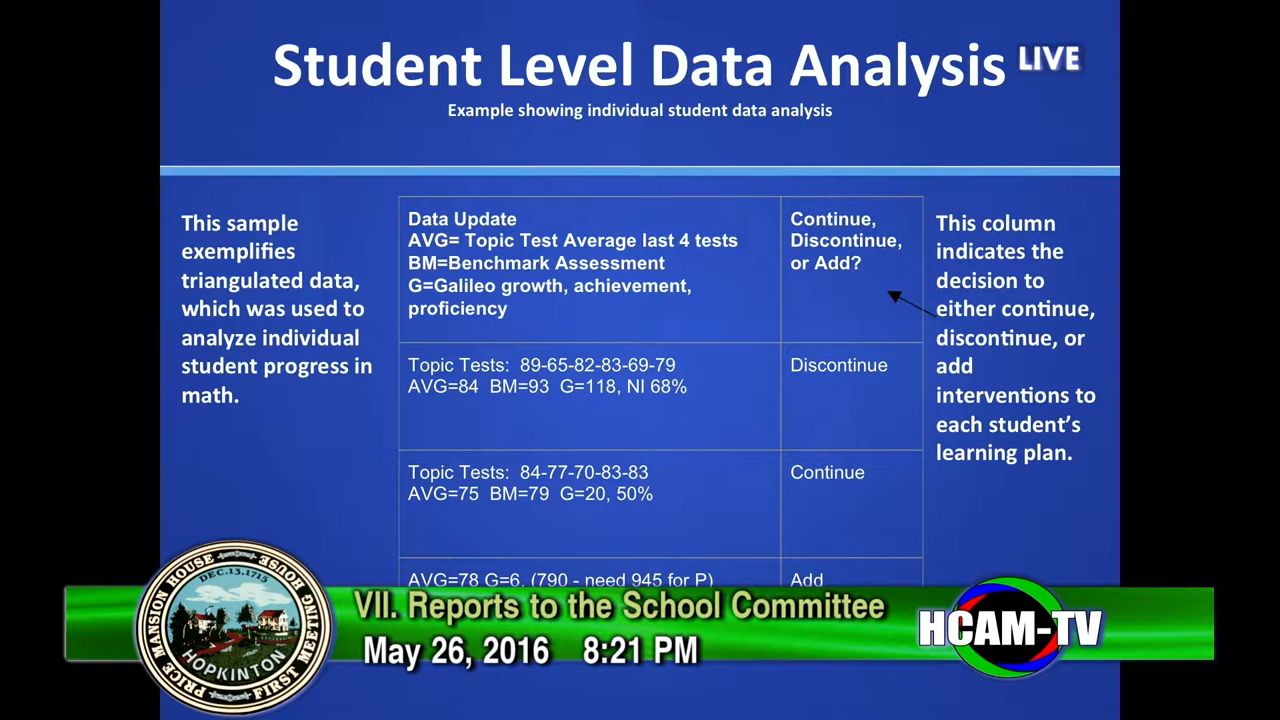 Student Level Data Analysis
LIVE
Example showing individual student data analysis
This sample
exemplifies
triangulated data,
which was used to
analyze individual
student progress in
math.
Data Update
AVG= Topic Test Average last 4 tests
BM=Benchmark Assessment
G=Galileo growth, achievement,
proficiency
Continue,
Discontinue,
or Add?
Topic Tests:  89-65-82-83-69-79
AVG=84  BM=93  G=118, NI 68%
Discontinue
Topic Tests:  84-77-70-83-83
AVG=75  BM=79  G=20, 50%
Continue
AVG=78 G=6, (790 - need 945 for P)
Add
This column
indicates the
decision to
either continue,
discontinue, or
add
interventions to
each student's
learning plan.
PRICE MANSION HOUSE
FIRST MEETING HOUSE
DEC.13.1715
HOPKINTON
VII. Reports to the School Committee
May 26, 2016   8:21 PM
HCAM-TV